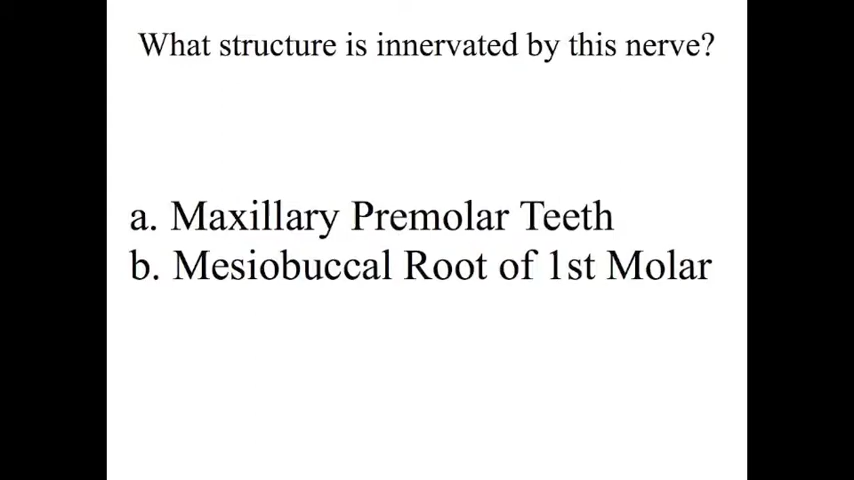 What structure is innervated by this nerve?
a. Maxillary Premolar Teeth
b. Mesiobuccal Root of 1st Molar